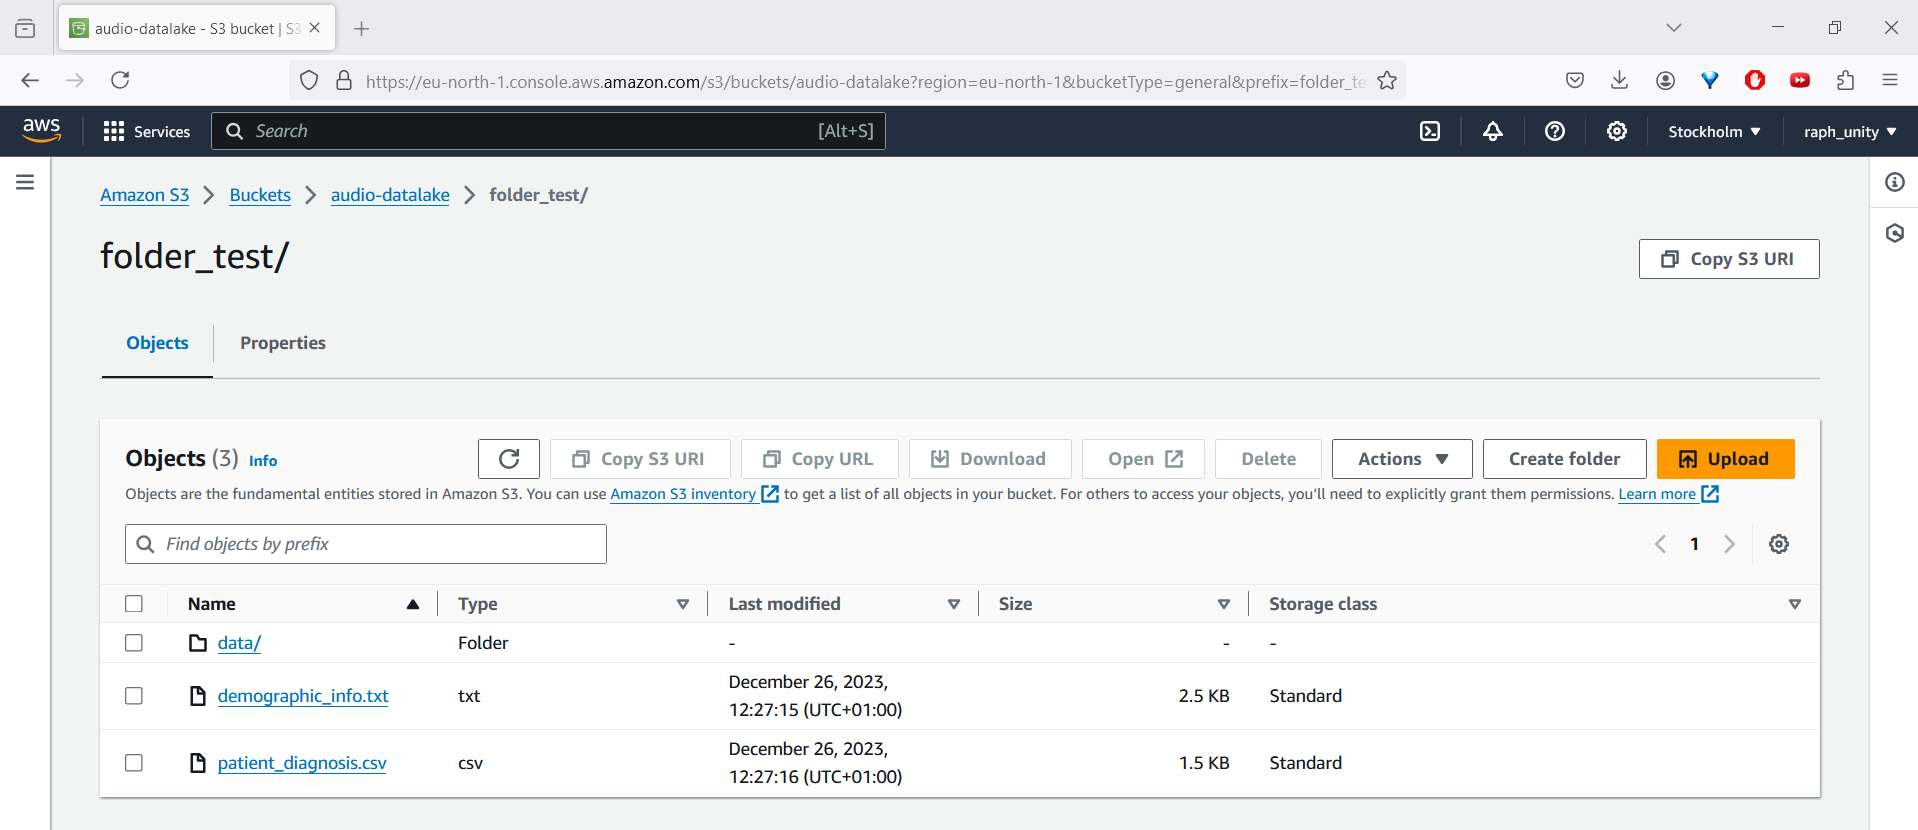 audio-datalake - S3 bucket | S3
https://eu-north-1.console.aws.amazon.com/s3/buckets/audio-datalake?region=eu-north-1&bucketType=general&prefix=folder_te
aws Services Search [Alt+S] Stockholm raph_unity
Amazon S3 Buckets audio-datalake folder_test/
folder_test/
Copy S3 URI
Objects Properties
Objects (3) Info Copy S3 URI Copy URL Download Open Delete Actions Create folder Upload
Objects are the fundamental entities stored in Amazon S3. You can use Amazon S3 inventory to get a list of all objects in your bucket. For others to access your objects, you’ll need to explicitly grant them permissions. Learn more
Find objects by prefix 1
Name Type Last modified Size Storage class
data/ Folder - - -
demographic_info.txt txt December 26, 2023, 12:27:15 (UTC+01:00) 2.5 KB Standard
patient_diagnosis.csv csv December 26, 2023, 12:27:16 (UTC+01:00) 1.5 KB Standard